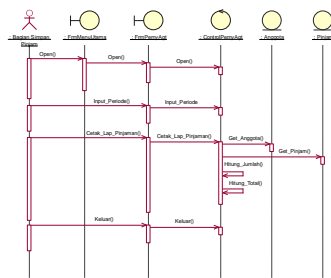 : Bagian Simpan Pinjam
: FrmMenuUtama
: FrmPemyAgt
: ControlPemyAgt
: Anggota
: Pinjam
Open()
Open()
Open()
Input_Periode()
Input_Periode
Cetak_Lap_Pinjaman()
Cetak_Lap_Pinjaman()
Get_Anggota()
Get_Pinjam()
Hitung_Jumlah()
Hitung_Total()
Keluar()
Keluar()